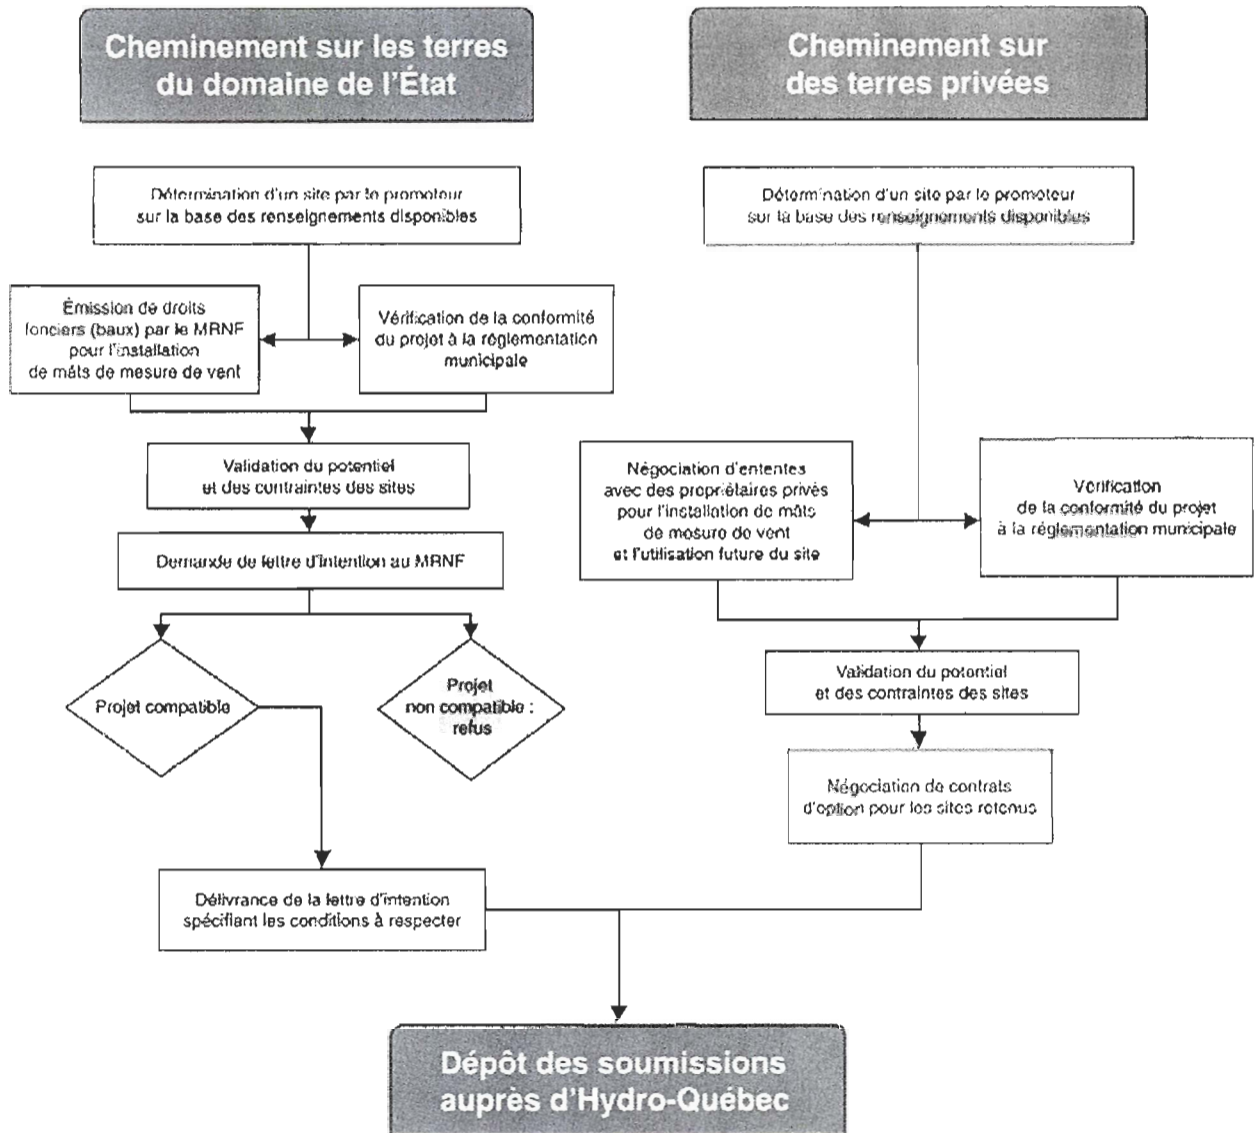 Cheminement sur les terres
du domaine de l'État
Cheminement sur
des terres privées
Détermination d'un site par le promoteur
sur la base des renseignements disponibles
Détermination d'un site par le promoteur
sur la base des renseignements disponibles
Émission de droits
fonciers (baux) par le MRNF
pour l'installation
de mâts de mesure de vent
Vérification de la conformité
du projet à la réglementation
municipale
Validation du potentiel
et des contraintes des sites
Négociation d'ententes
avec des propriétaires privés
pour l'installation de mâts
de mesure de vent
et l'utilisation future du site
Vérification
de la conformité du projet
à la réglementation municipale
Demande de lettre d'intention au MRNF
Projet compatible
Projet
non compatible :
refus
Validation du potentiel
et des contraintes des sites
Négociation de contrats
d'option pour les sites retenus
Délivrance de la lettre d'intention
spécifiant les conditions à respecter
Dépôt des soumissions
auprès d'Hydro-Québec